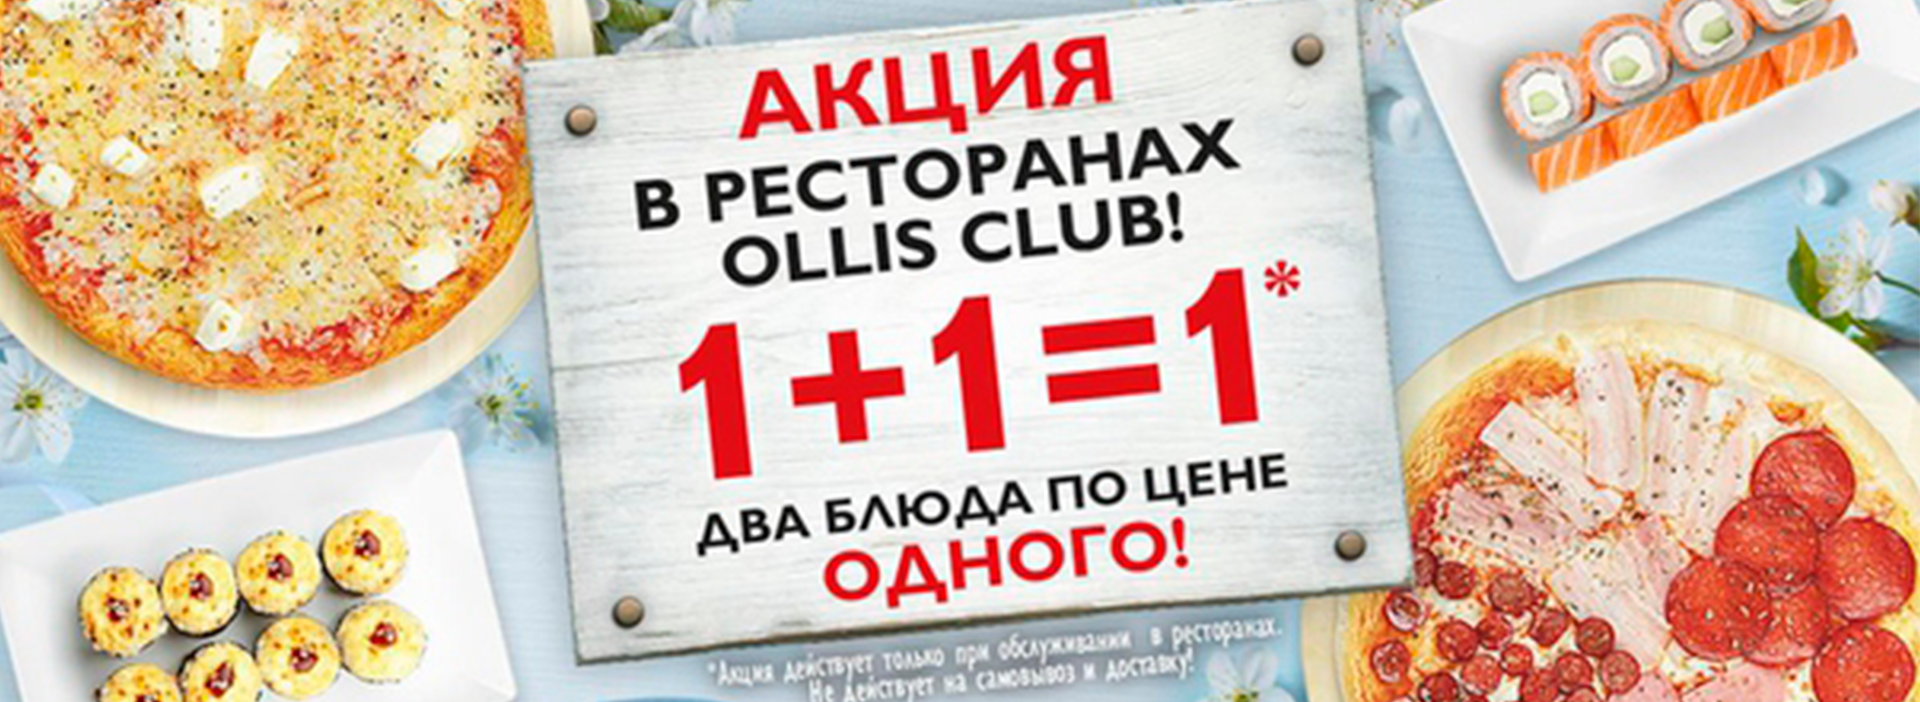 АКЦИЯ
В РЕСТОРАНАХ
OLLIS CLUB!
1+1=1*
ДВА БЛЮДА ПО ЦЕНЕ
ОДНОГО!
*Акция действует только при обслуживании в ресторанах.
Не действует на самовывоз и доставку!